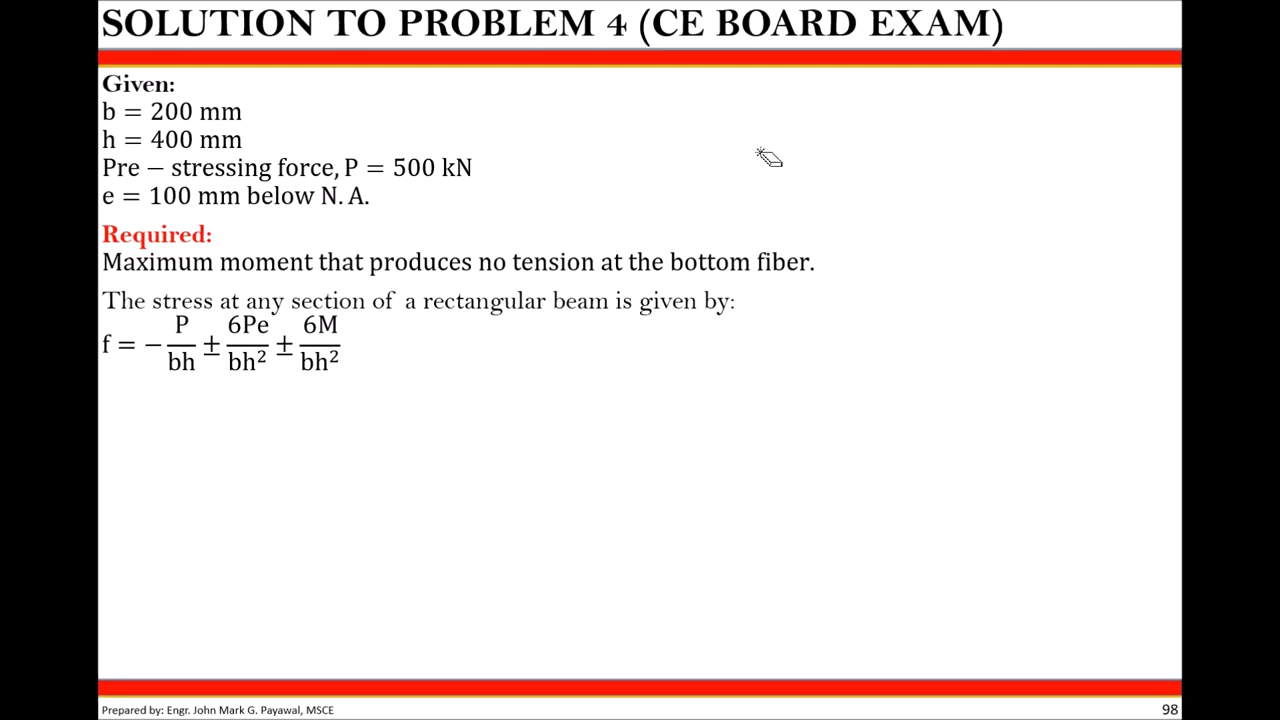 SOLUTION TO PROBLEM 4 (CE BOARD EXAM)
Given:
b = 200 mm
h = 400 mm
Pre − stressing force, P = 500 kN
e = 100 mm below N. A.
Required:
Maximum moment that produces no tension at the bottom fiber.
The stress at any section of a rectangular beam is given by:
f = − P/bh ± 6Pe/bh² ± 6M/bh²
Prepared by: Engr. John Mark G. Payawal, MSCE
98